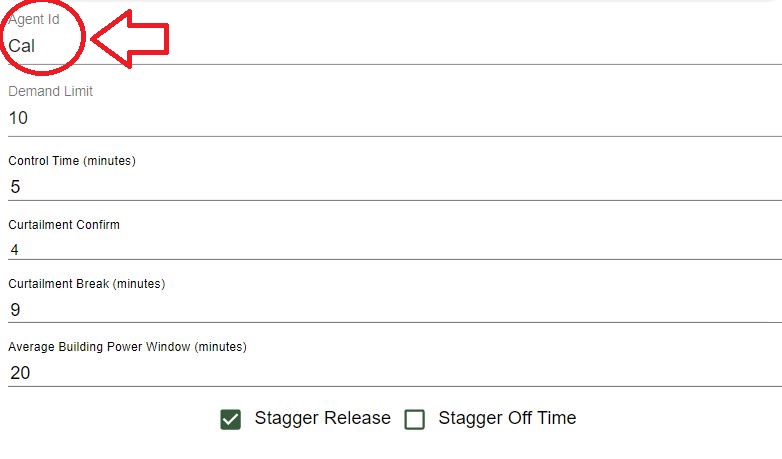 Agent Id
Cal
Demand Limit
10
Control Time (minutes)
5
Curtailment Confirm
4
Curtailment Break (minutes)
9
Average Building Power Window (minutes)
20
Stagger Release Stagger Off Time